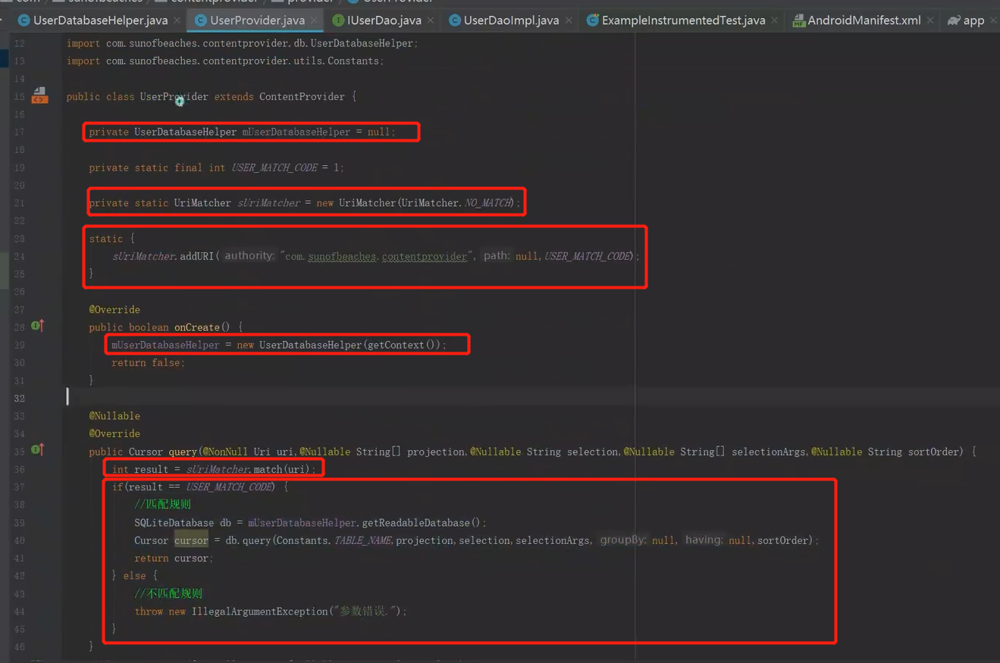 UserDatabaseHelper.java × UserProvider.java × IUserDao.java × UserDaoImpl.java × ExampleInstrumentedTest.java × AndroidManifest.xml × app ×
12 import com.sunofbeaches.contentprovider.db.UserDatabaseHelper;
13 import com.sunofbeaches.contentprovider.utils.Constants;
14
15 public class UserProvider extends ContentProvider {
16
17 private UserDatabaseHelper mUserDatabaseHelper = null;
18
19 private static final int USER_MATCH_CODE = 1;
20
21 private static UriMatcher sUriMatcher = new UriMatcher(UriMatcher.NO_MATCH);
22
23 static {
24 sUriMatcher.addURI( authority: "com.sunofbeaches.contentprovider", path: null,USER_MATCH_CODE);
25 }
26
27 @Override
28 public boolean onCreate() {
29 mUserDatabaseHelper = new UserDatabaseHelper(getContext());
30 return false;
31 }
32
33 @Nullable
34 @Override
35 public Cursor query(@NonNull Uri uri,@Nullable String[] projection,@Nullable String selection,@Nullable String[] selectionArgs,@Nullable String sortOrder) {
36 int result = sUriMatcher.match(uri);
37 if(result == USER_MATCH_CODE) {
38 //匹配规则
39 SQLiteDatabase db = mUserDatabaseHelper.getReadableDatabase();
40 Cursor cursor = db.query(Constants.TABLE_NAME,projection,selection,selectionArgs, groupBy: null, having: null,sortOrder);
41 return cursor;
42 } else {
43 //不匹配规则
44 throw new IllegalArgumentException("参数错误.");
45 }
46 }